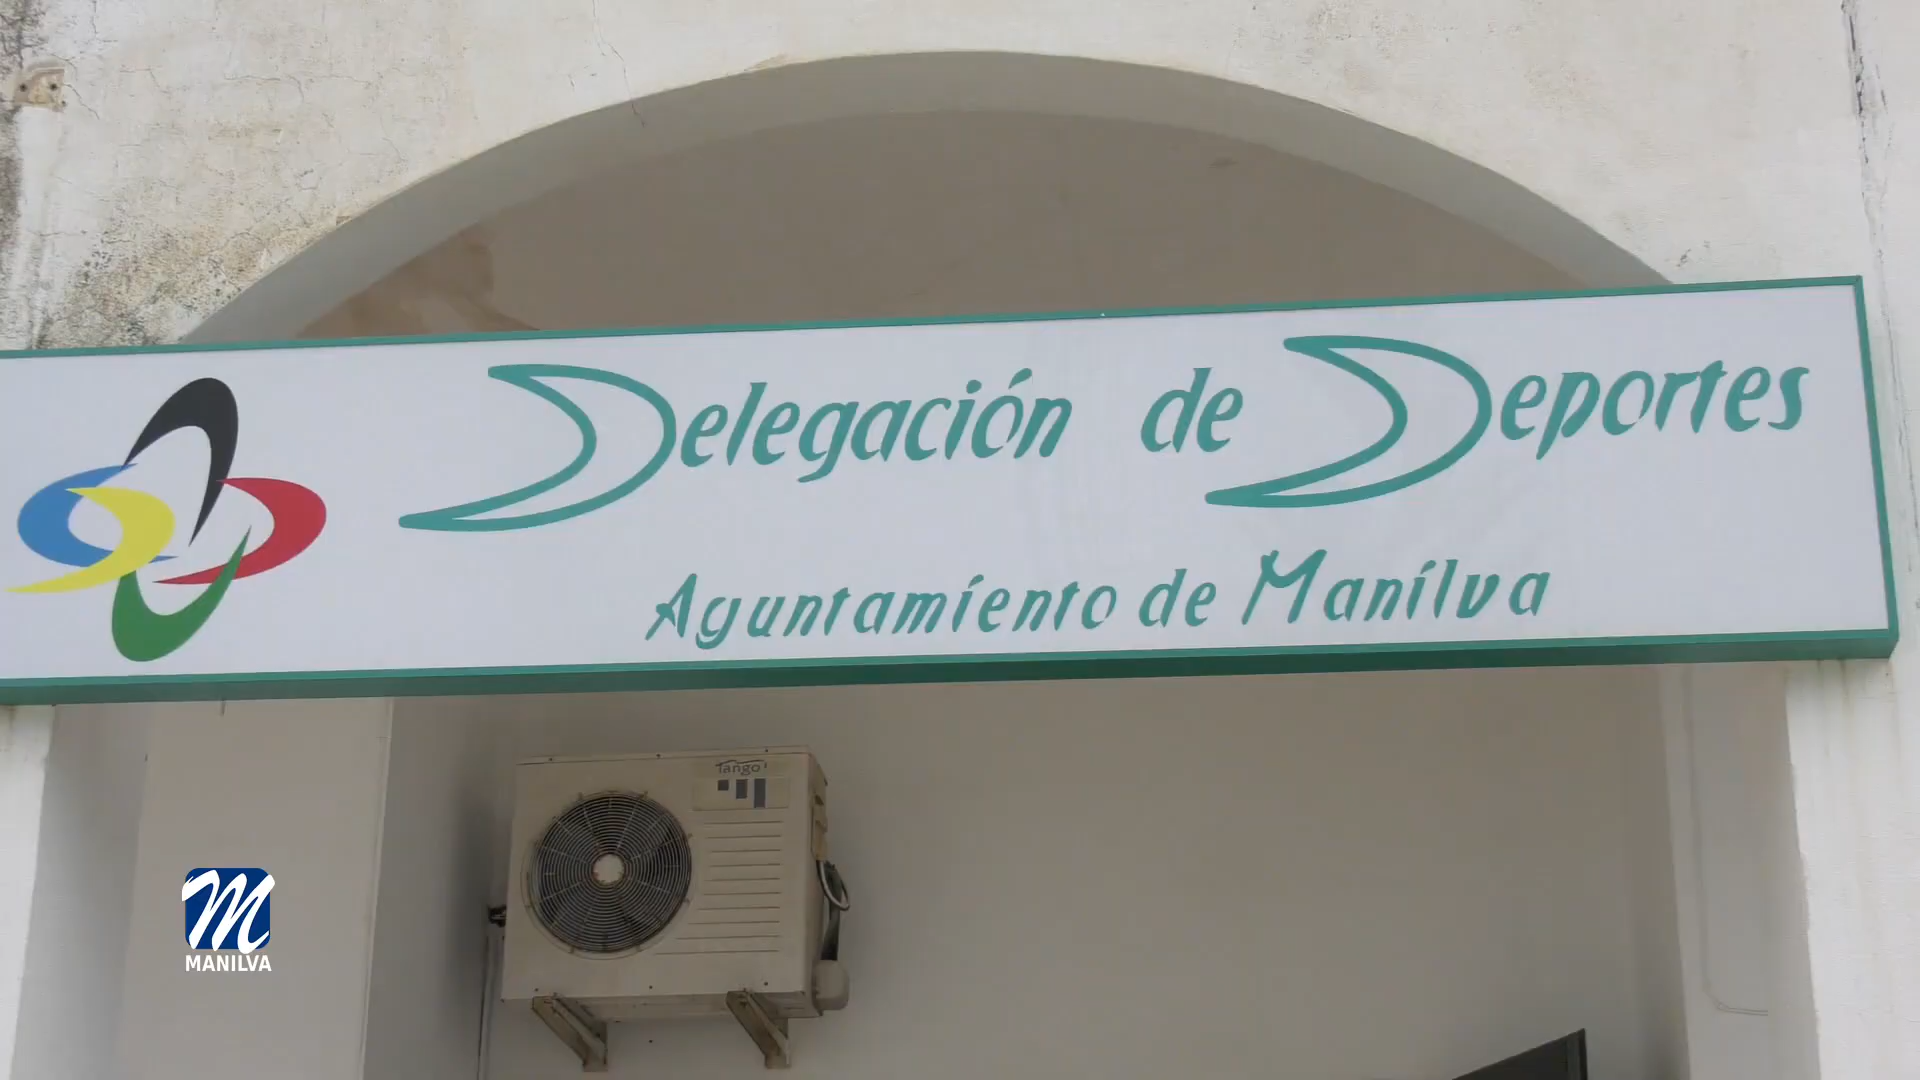 Delegación de Deportes
Ayuntamiento de Manilva
Tango
M
MANILVA